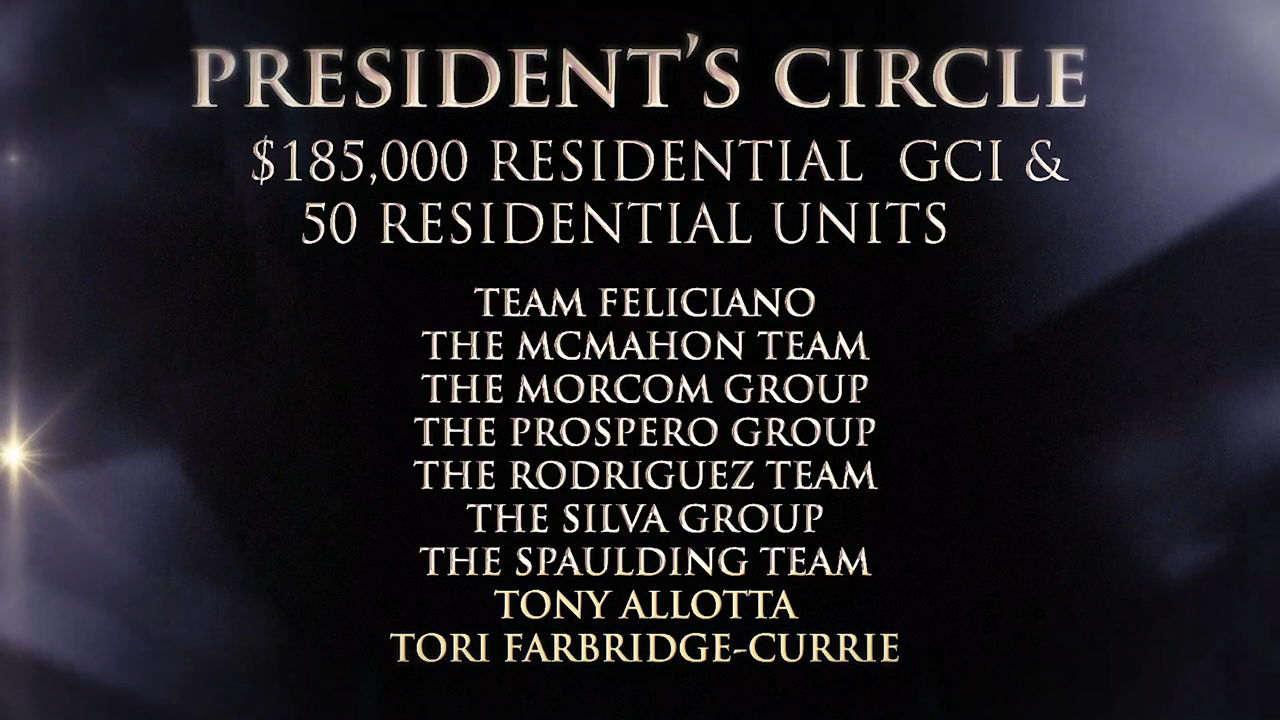 PRESIDENT'S CIRCLE
$185,000 RESIDENTIAL GCI &
50 RESIDENTIAL UNITS
TEAM FELICIANO
THE MCMAHON TEAM
THE MORCOM GROUP
THE PROSPERO GROUP
THE RODRIGUEZ TEAM
THE SILVA GROUP
THE SPAULDING TEAM
TONY ALLOTTA
TORI FARBRIDGE-CURRIE